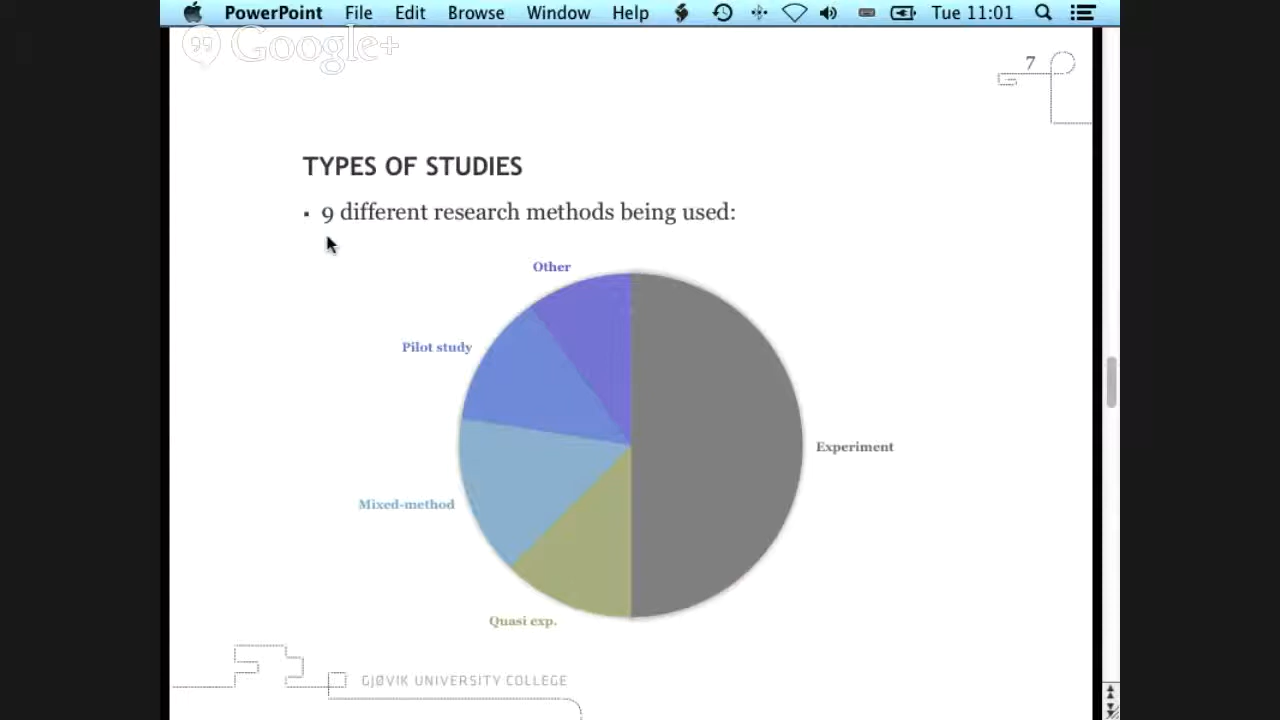 PowerPoint File Edit Browse Window Help Tue 11:01
Google+
7
TYPES OF STUDIES
▪ 9 different research methods being used:
Other
Pilot study
Experiment
Mixed-method
Quasi exp.
GJØVIK UNIVERSITY COLLEGE